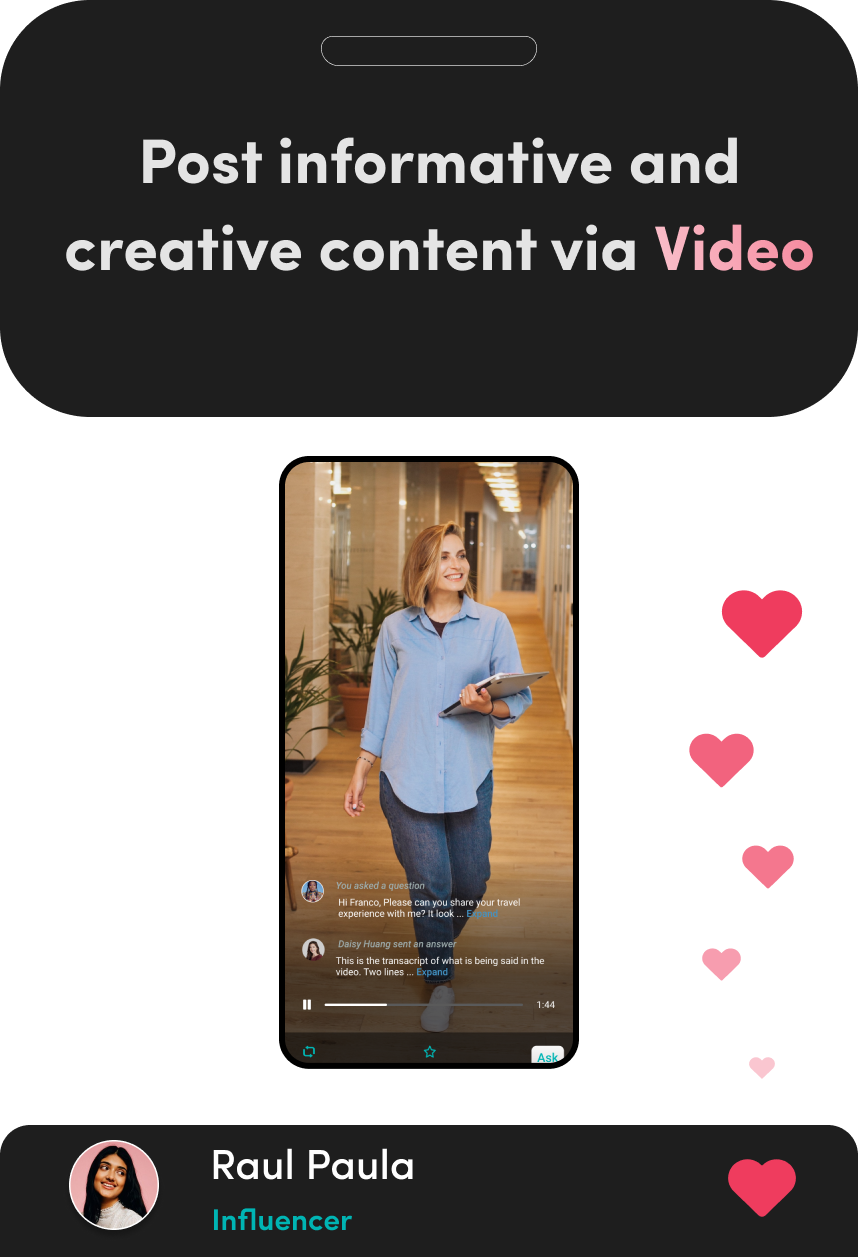 Post informative and
creative content via Video
You asked a question
Hi Franco, Please can you share your travel
experience with me? It look ... Expand
Daisy Huang sent an answer
This is the transacript of what is being said in the
video. Two lines ... Expand
1:44
Ask
Raul Paula
Influencer